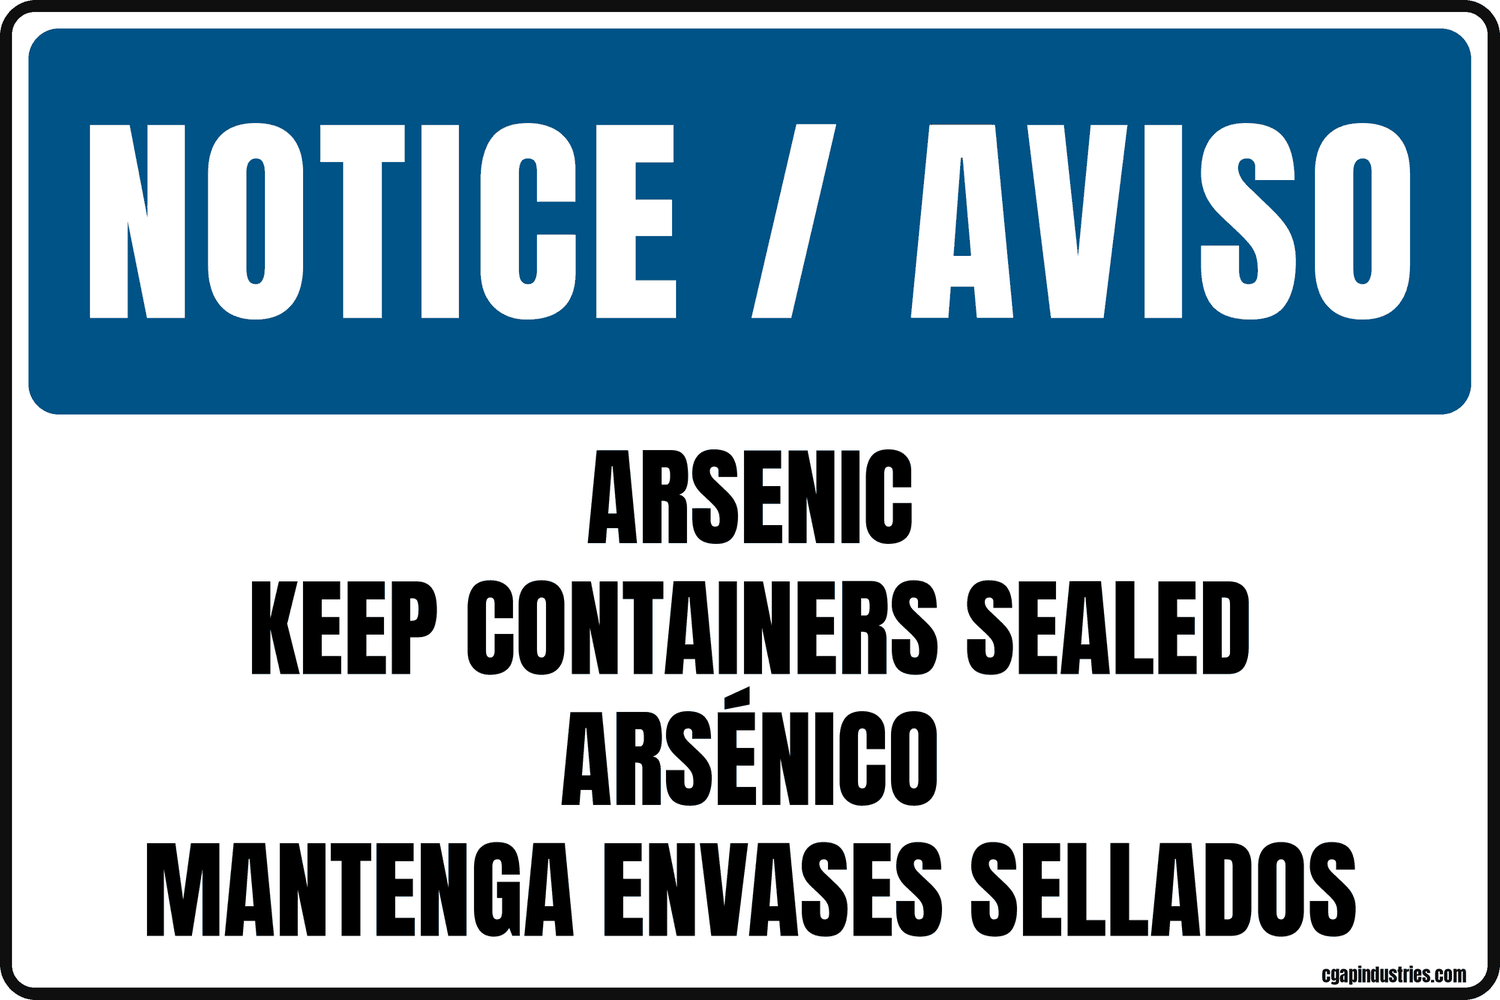 NOTICE / AVISO
ARSENIC
KEEP CONTAINERS SEALED
ARSÉNICO
MANTENGA ENVASES SELLADOS
cgapindustries.com